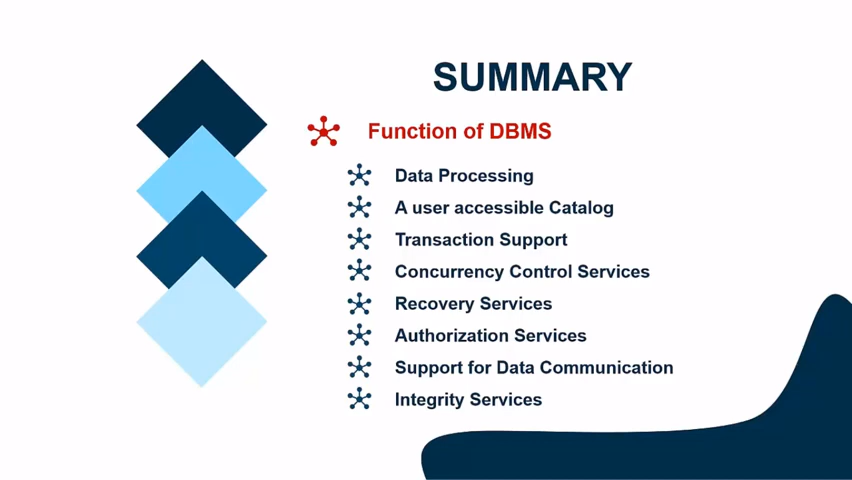 SUMMARY
Function of DBMS
Data Processing
A user accessible Catalog
Transaction Support
Concurrency Control Services
Recovery Services
Authorization Services
Support for Data Communication
Integrity Services